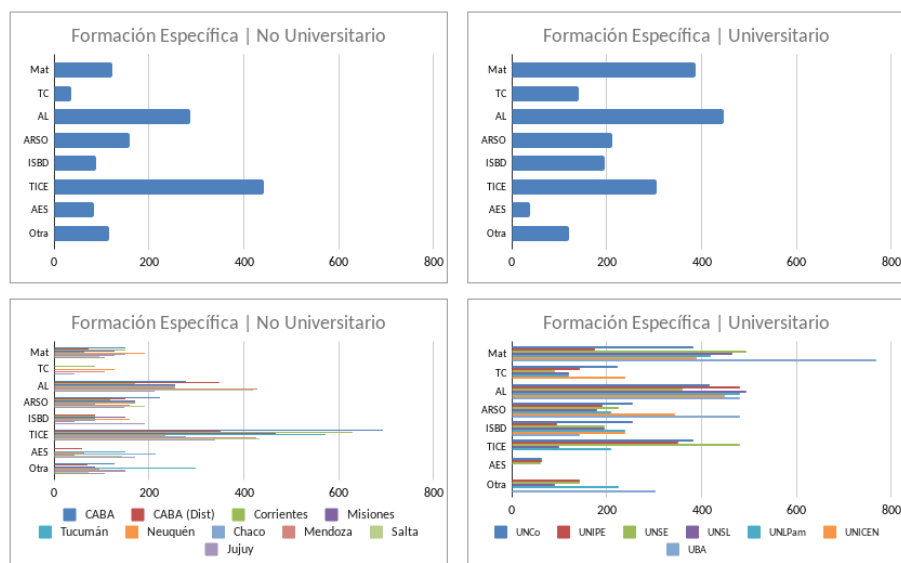 Formación Específica | No Universitario
Mat
TC
AL
ARSO
ISBD
TICE
AES
Otra
0 200 400 600 800
Formación Específica | Universitario
Mat
TC
AL
ARSO
ISBD
TICE
AES
Otra
0 200 400 600 800
Formación Específica | No Universitario
Mat
TC
AL
ARSO
ISBD
TICE
AES
Otra
0 200 400 600 800
CABA CABA (Dist) Corrientes Misiones
Tucumán Neuquén Chaco Mendoza Salta
Jujuy
Formación Específica | Universitario
Mat
TC
AL
ARSO
ISBD
TICE
AES
Otra
0 200 400 600 800
UNCo UNIPE UNSE UNSL UNLPam UNICEN
UBA